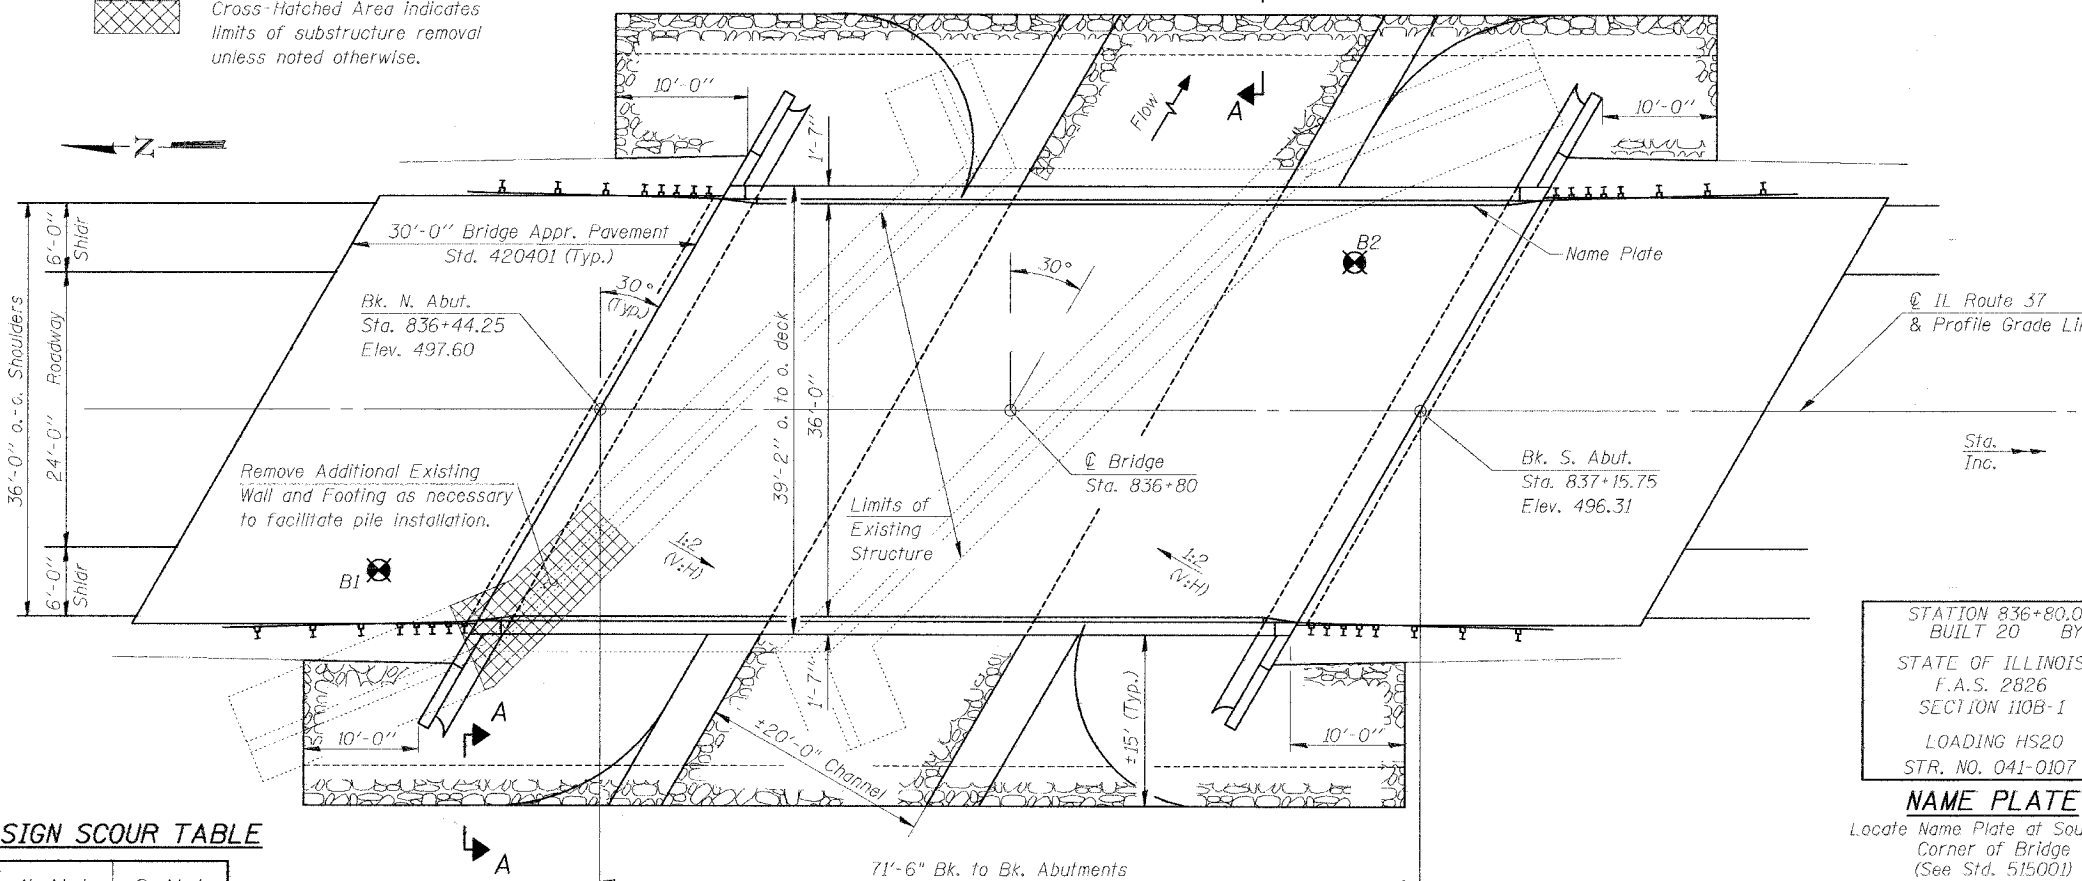 Cross-Hatched Area indicates
limits of substructure removal
unless noted otherwise.
N
10'-0"
1'-7"
Flow
A
10'-0"
36'-0" o.-o. Shoulders
6'-0"
Shldr
24'-0" Roadway
6'-0"
Shldr
30'-0" Bridge Appr. Pavement
Std. 420401 (Typ.)
30°
(Typ.)
Bk. N. Abut.
Sta. 836+44.25
Elev. 497.60
39'-2" o. to o. deck
36'-0"
30°
B2
Name Plate
℄ IL Route 37
& Profile Grade
Remove Additional Existing
Wall and Footing as necessary
to facilitate pile installation.
B1
1:2
(V:H)
Limits of
Existing
Structure
℄ Bridge
Sta. 836+80
1:2
(V:H)
Bk. S. Abut.
Sta. 837+15.75
Elev. 496.31
Sta.
Inc.
10'-0"
A
A
1'-7"
±20'-0" Channel
±15' (Typ.)
10'-0"
71'-6" Bk. to Bk. Abutments
STATION 836+80.0
BUILT 20 BY
STATE OF ILLINOIS
F.A.S. 2826
SECTION 110B-1
LOADING HS20
STR. NO. 041-0107
NAME PLATE
Locate Name Plate at
Corner of Bridge
(See Std. 515001)
SIGN SCOUR TABLE